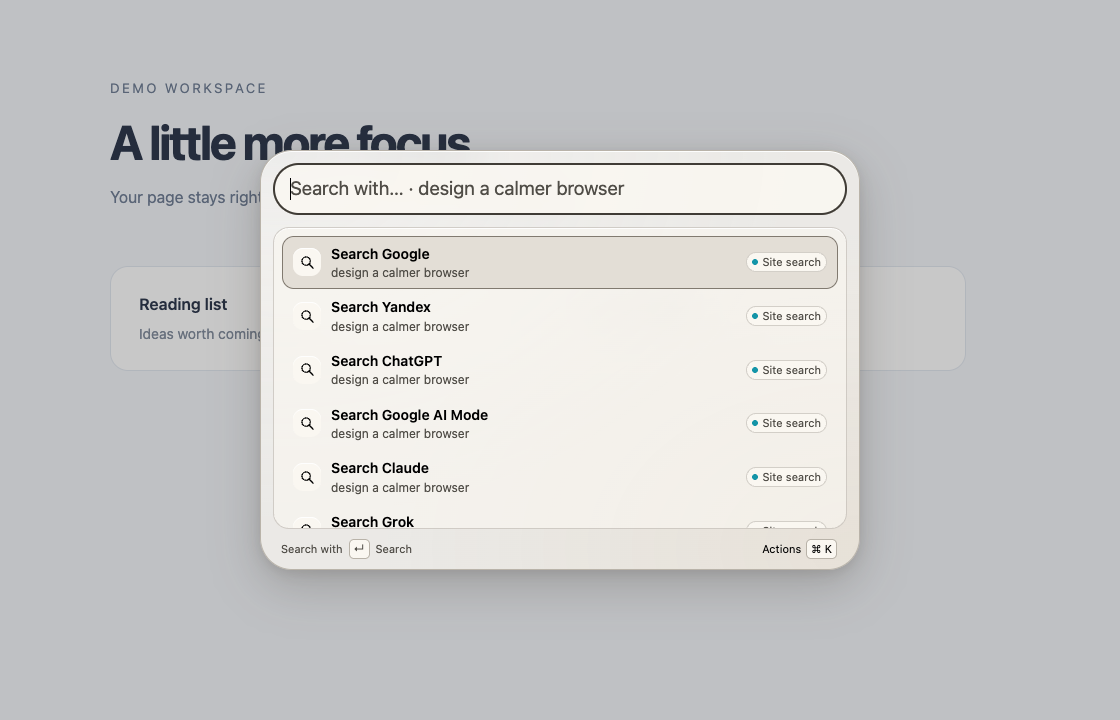 DEMO WORKSPACE
A little more focus
Your page stays right
Search with... · design a calmer browser
Reading list
Ideas worth coming
Search Google
design a calmer browser
Site search
Search Yandex
design a calmer browser
Site search
Search ChatGPT
design a calmer browser
Site search
Search Google AI Mode
design a calmer browser
Site search
Search Claude
design a calmer browser
Site search
Search Grok
Site search
Search with ↵ Search
Actions ⌘ K